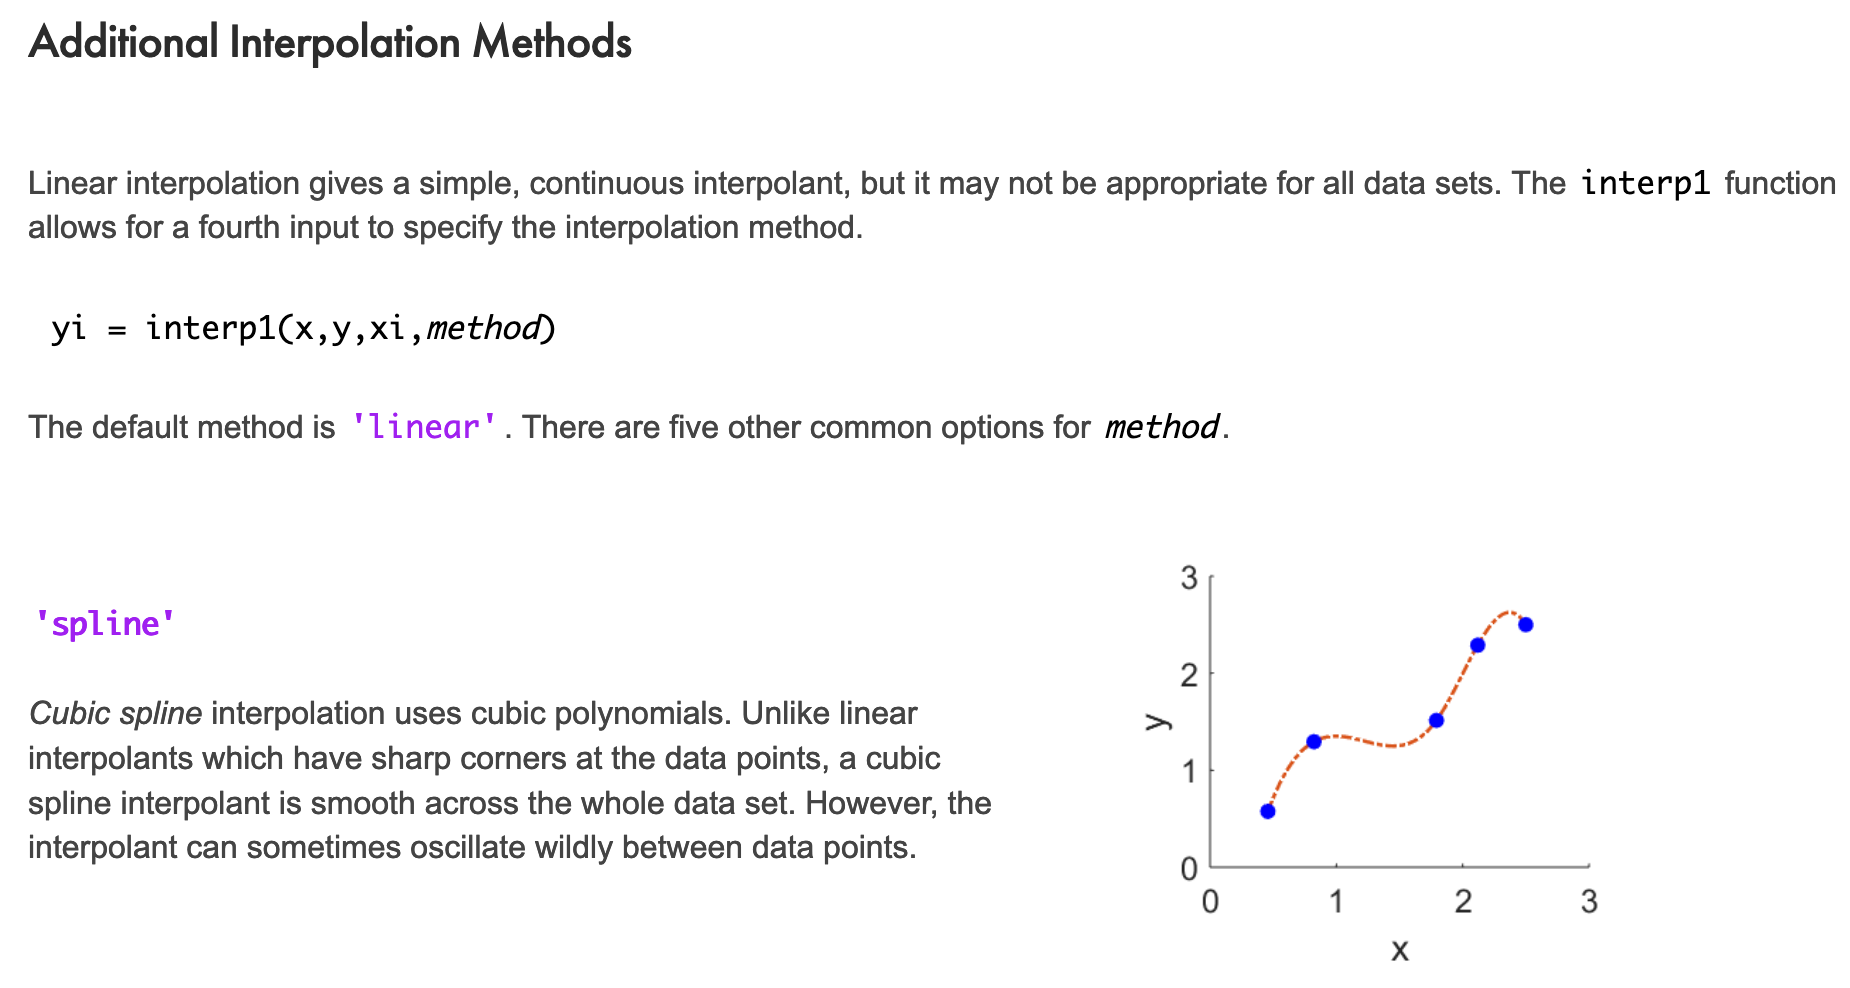 Additional Interpolation Methods
Linear interpolation gives a simple, continuous interpolant, but it may not be appropriate for all data sets. The interp1 function
allows for a fourth input to specify the interpolation method.
yi = interp1(x,y,xi,method)
The default method is 'linear'. There are five other common options for method.
'spline'
Cubic spline interpolation uses cubic polynomials. Unlike linear
interpolants which have sharp corners at the data points, a cubic
spline interpolant is smooth across the whole data set. However, the
interpolant can sometimes oscillate wildly between data points.
3
2
y
1
0
0 1 2 3
x